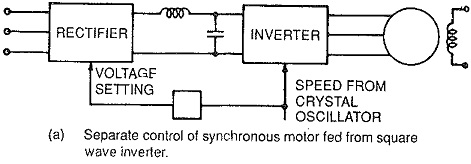 RECTIFIER
INVERTER
VOLTAGE
SETTING
SPEED FROM
CRYSTAL
OSCILLATOR
(a) Separate control of synchronous motor fed from square
wave inverter.